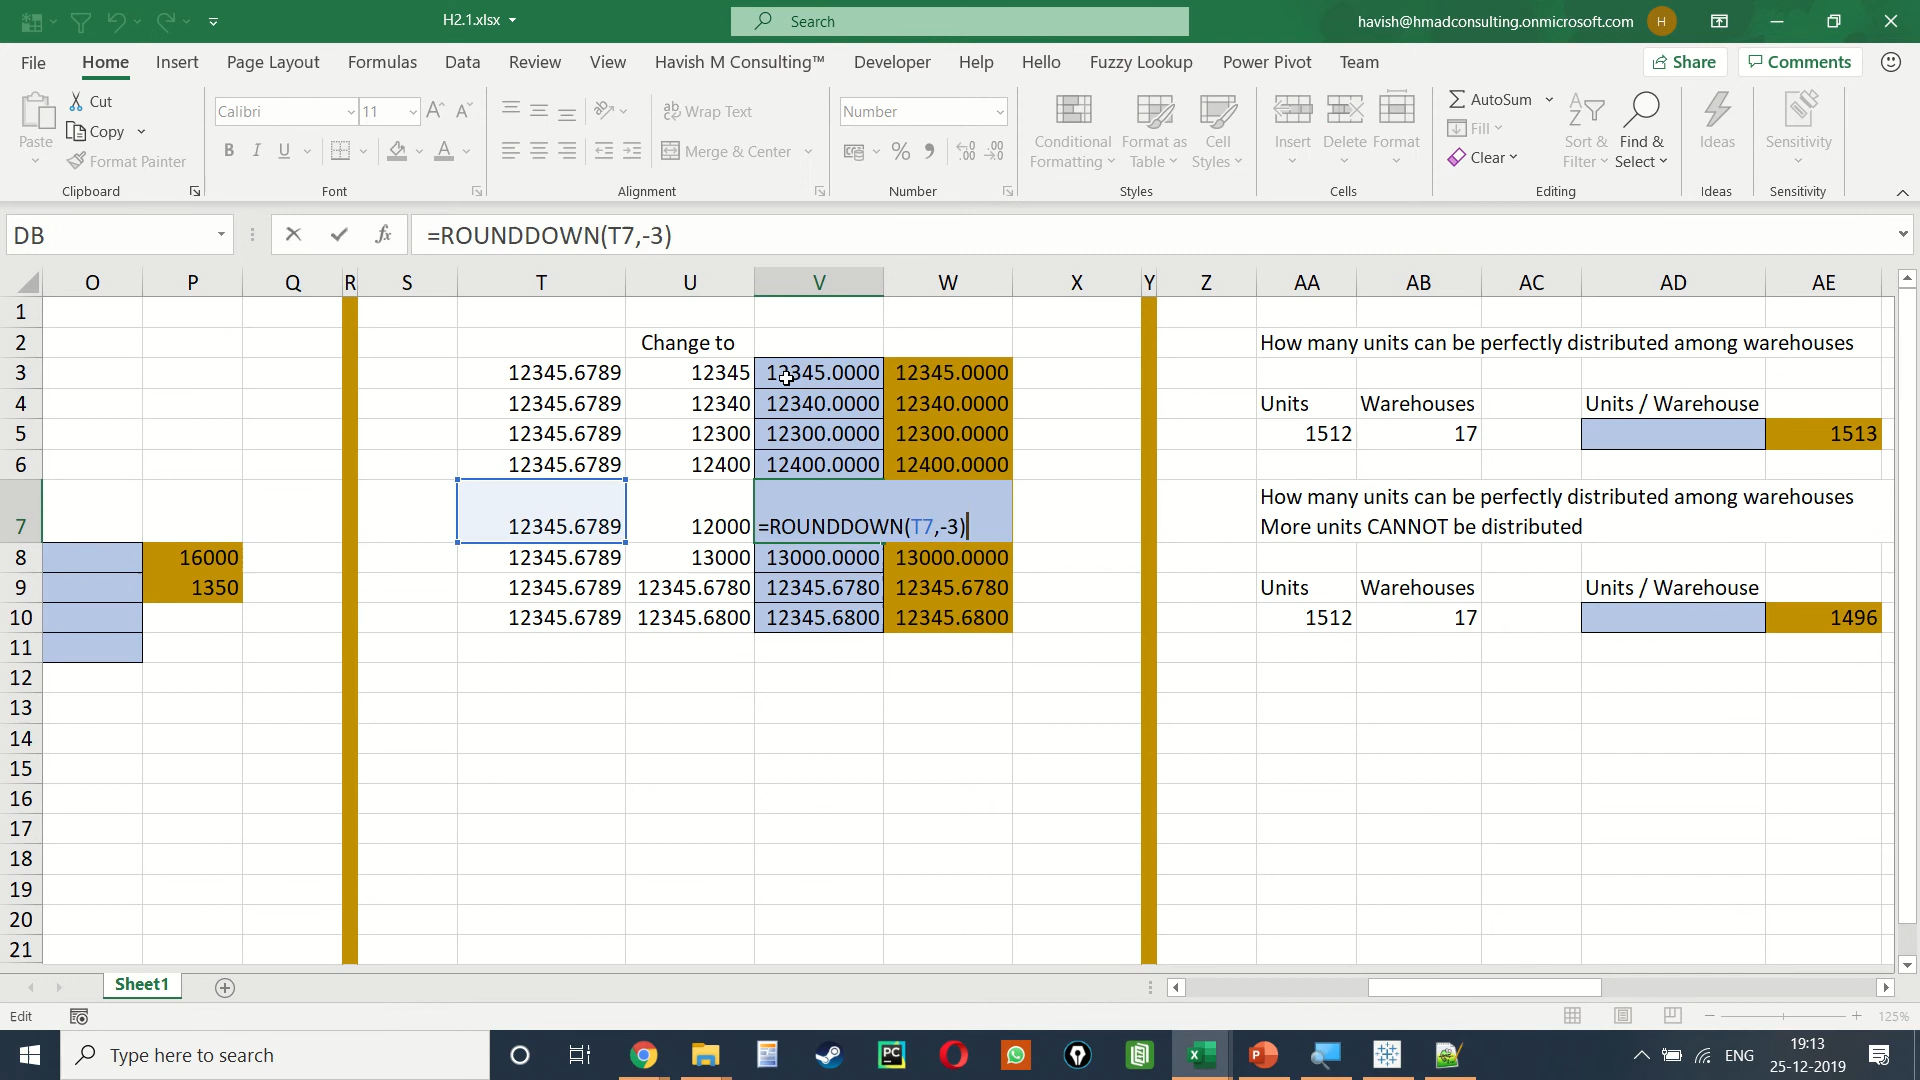 H2.1.xlsx
Search
havish@hmadconsulting.onmicrosoft.com
H
File Home Insert Page Layout Formulas Data Review View Havish M Consulting™ Developer Help Hello Fuzzy Lookup Power Pivot Team
Share
Comments
Paste
Cut
Copy
Format Painter
Clipboard
Calibri 11
B I U
A
Font
ab Wrap Text
Merge & Center
Alignment
Number
%
Number
Conditional Formatting
Format as Table
Cell Styles
Styles
Insert Delete Format
Cells
AutoSum
Fill
Clear
Sort & Filter
Find & Select
Editing
Ideas
Ideas
Sensitivity
Sensitivity
DB
fx
=ROUNDDOWN(T7,-3)
O P Q R S T U V W X Y Z AA AB AC AD AE
1
2 Change to How many units can be perfectly distributed among warehouses
3 12345.6789 12345 12345.0000 12345.0000
4 12345.6789 12340 12340.0000 12340.0000 Units Warehouses Units / Warehouse
5 12345.6789 12300 12300.0000 12300.0000 1512 17 1513
6 12345.6789 12400 12400.0000 12400.0000
How many units can be perfectly distributed among warehouses
7 12345.6789 12000 =ROUNDDOWN(T7,-3) More units CANNOT be distributed
8 16000 12345.6789 13000 13000.0000 13000.0000
9 1350 12345.6789 12345.6780 12345.6780 12345.6780 Units Warehouses Units / Warehouse
10 12345.6789 12345.6800 12345.6800 12345.6800 1512 17 1496
11
12
13
14
15
16
17
18
19
20
21
Sheet1
Edit
125%
Type here to search
PC
ENG
19:13
25-12-2019